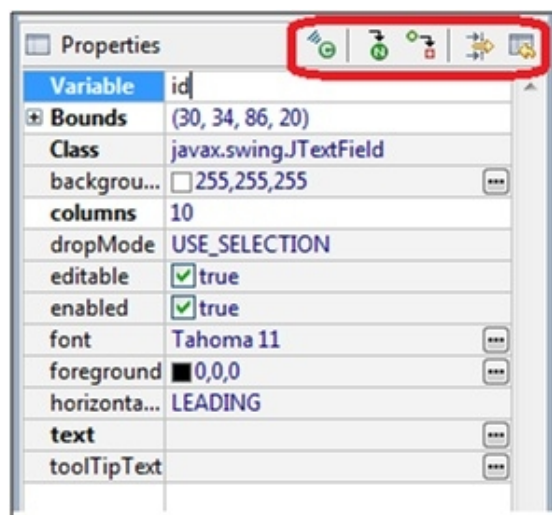 Properties
Variable id
Bounds (30, 34, 86, 20)
Class javax.swing.JTextField
backgrou... 255,255,255
columns 10
dropMode USE_SELECTION
editable true
enabled true
font Tahoma 11
foreground 0,0,0
horizonta... LEADING
text
toolTipText